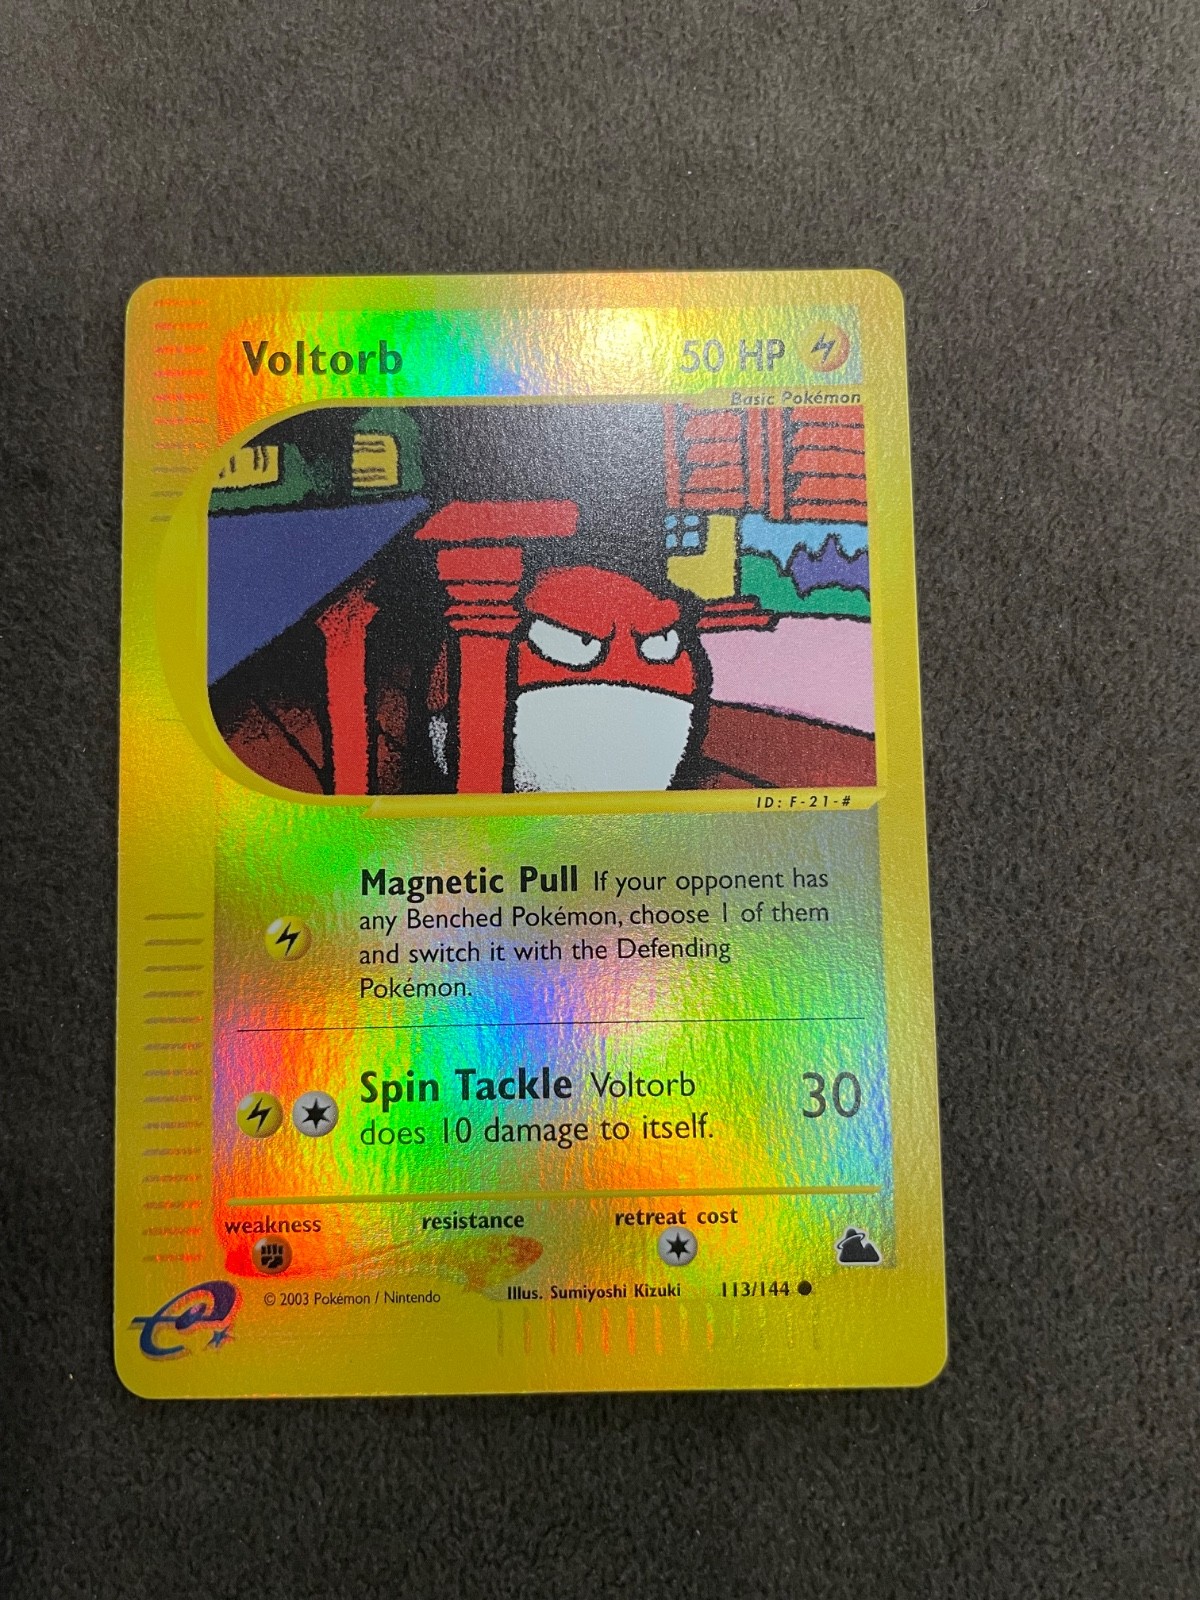 Voltorb 50 HP
Basic Pokémon
ID: F-21-#
Magnetic Pull If your opponent has
any Benched Pokémon, choose 1 of them
and switch it with the Defending
Pokémon.
Spin Tackle Voltorb 30
does 10 damage to itself.
weakness resistance retreat cost
© 2003 Pokémon / Nintendo Illus. Sumiyoshi Kizuki 113/144
e